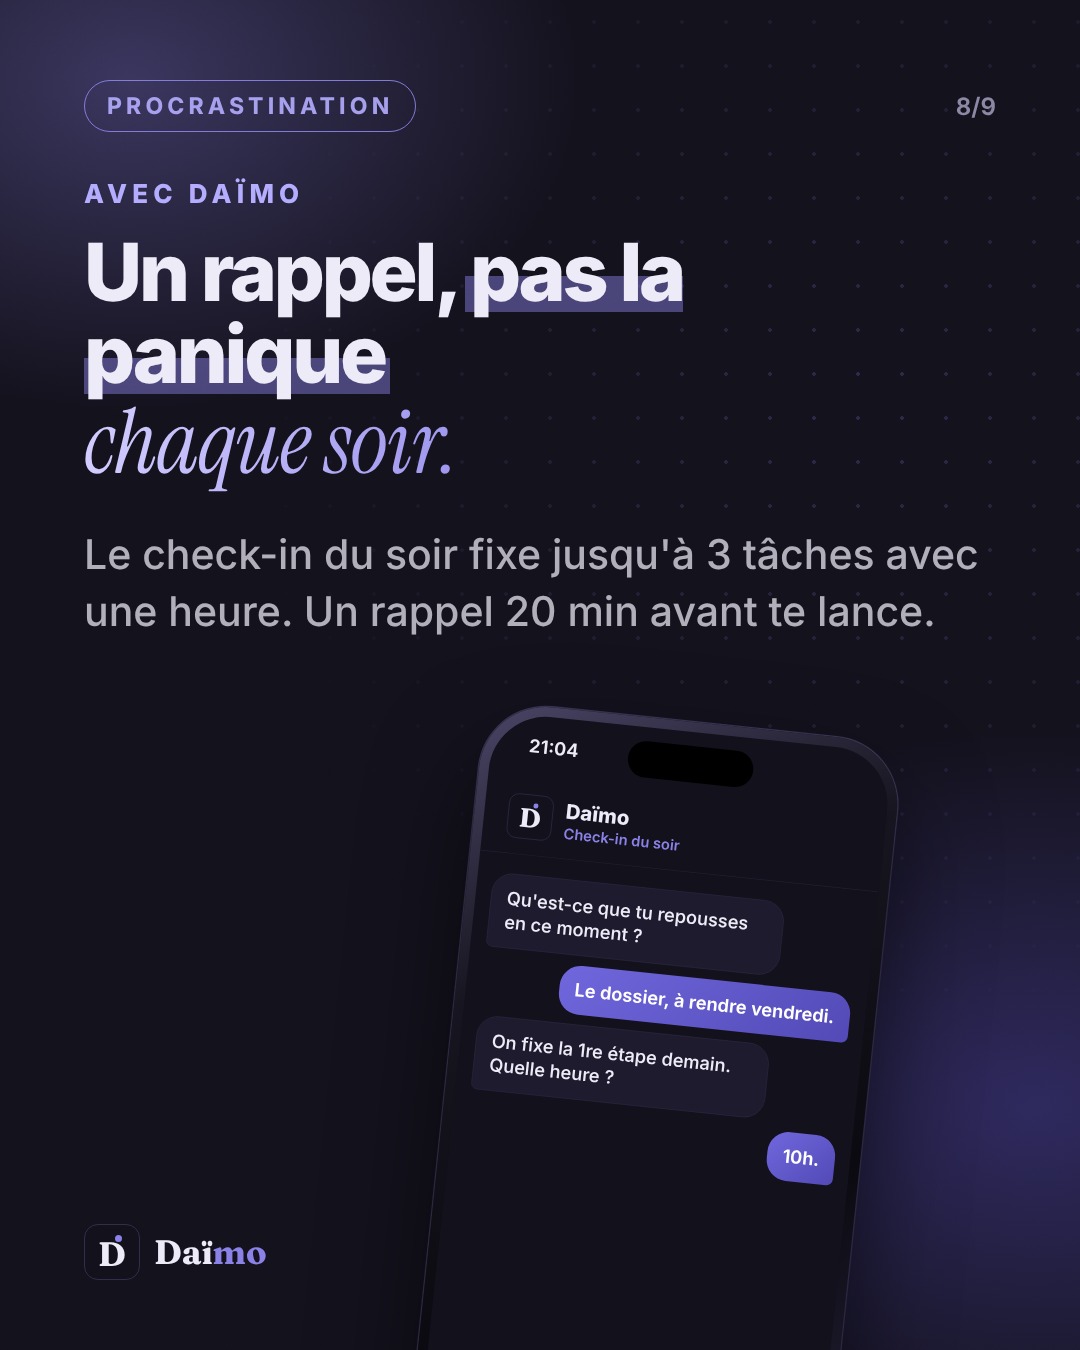 PROCRASTINATION
8/9
AVEC DAÏMO
Un rappel, pas la
panique
chaque soir.
Le check-in du soir fixe jusqu'à 3 tâches avec
une heure. Un rappel 20 min avant te lance.
21:04
D
Daïmo
Check-in du soir
Qu'est-ce que tu repousses
en ce moment ?
Le dossier, à rendre vendredi.
On fixe la 1re étape demain.
Quelle heure ?
10h.
D
Daïmo